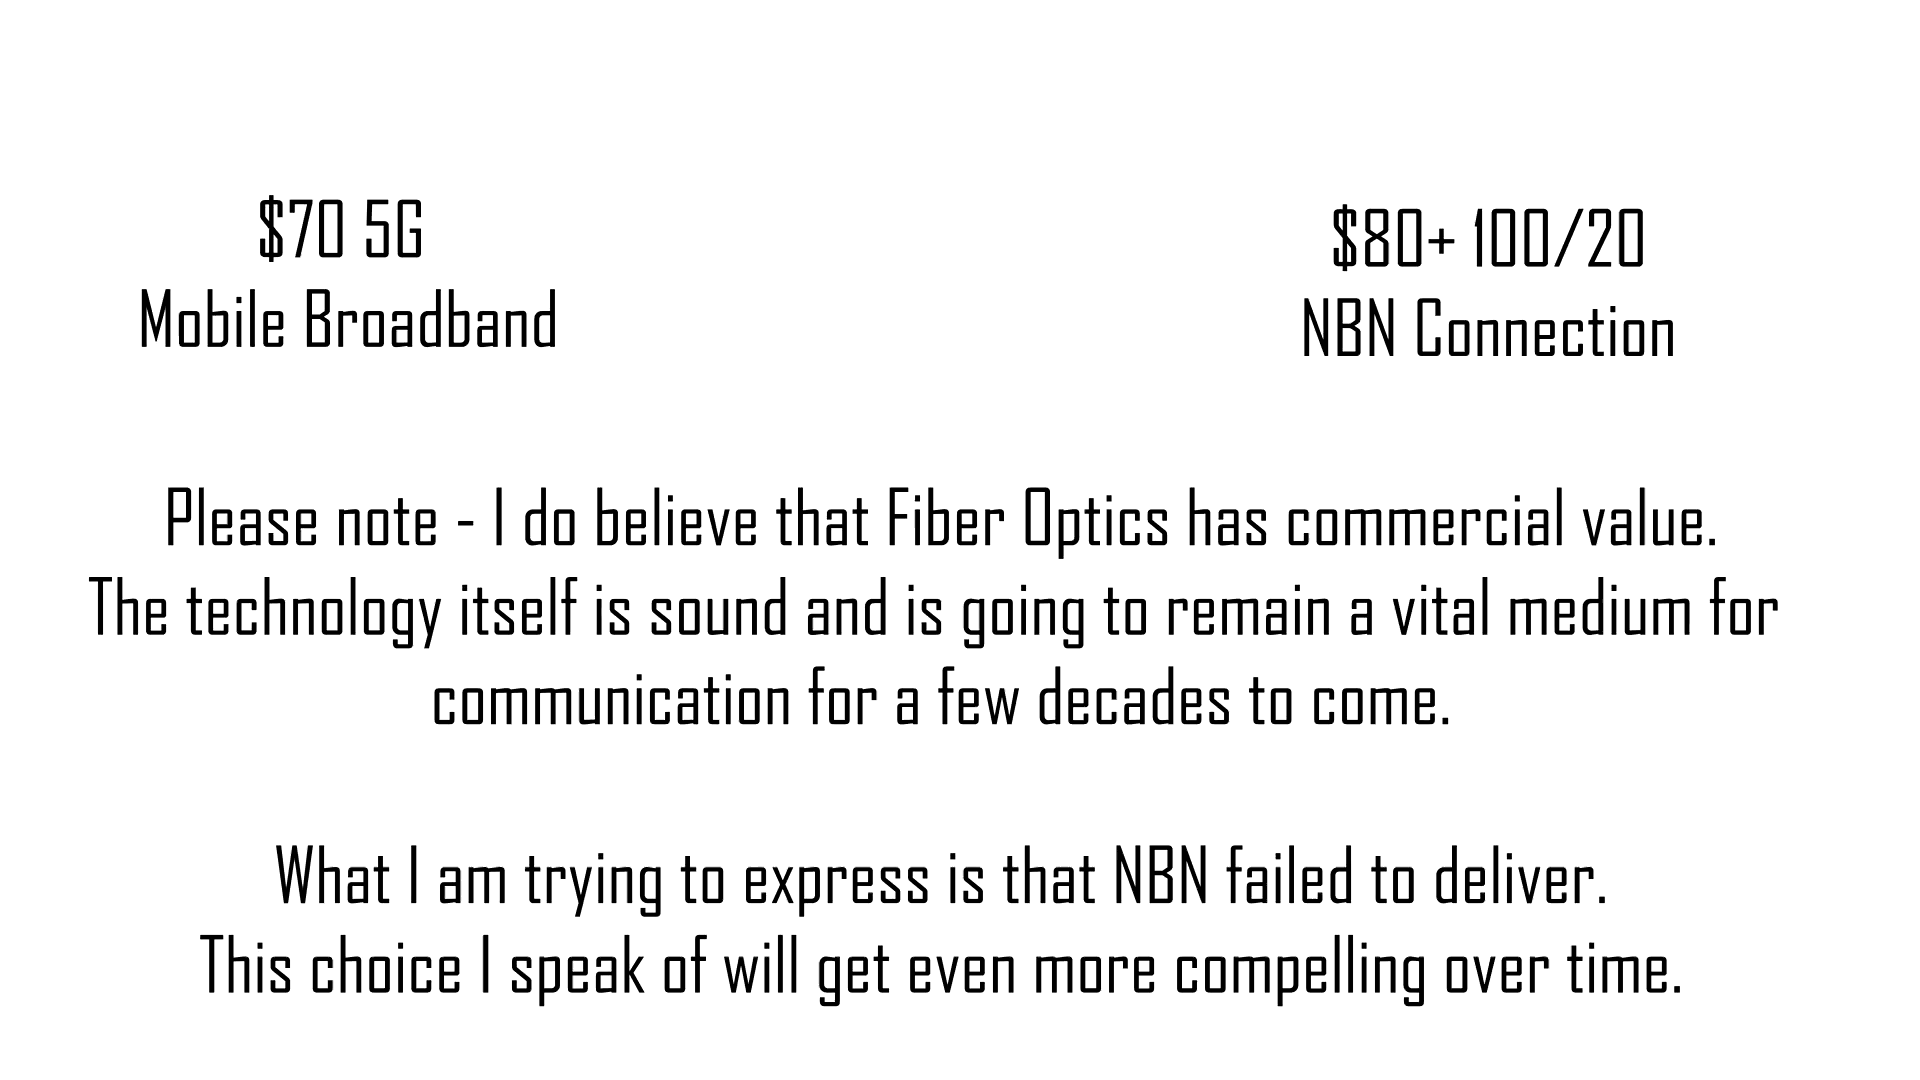 $70 5G
Mobile Broadband
$80+ 100/20
NBN Connection
Please note - I do believe that Fiber Optics has commercial value.
The technology itself is sound and is going to remain a vital medium for
communication for a few decades to come.
What I am trying to express is that NBN failed to deliver.
This choice I speak of will get even more compelling over time.